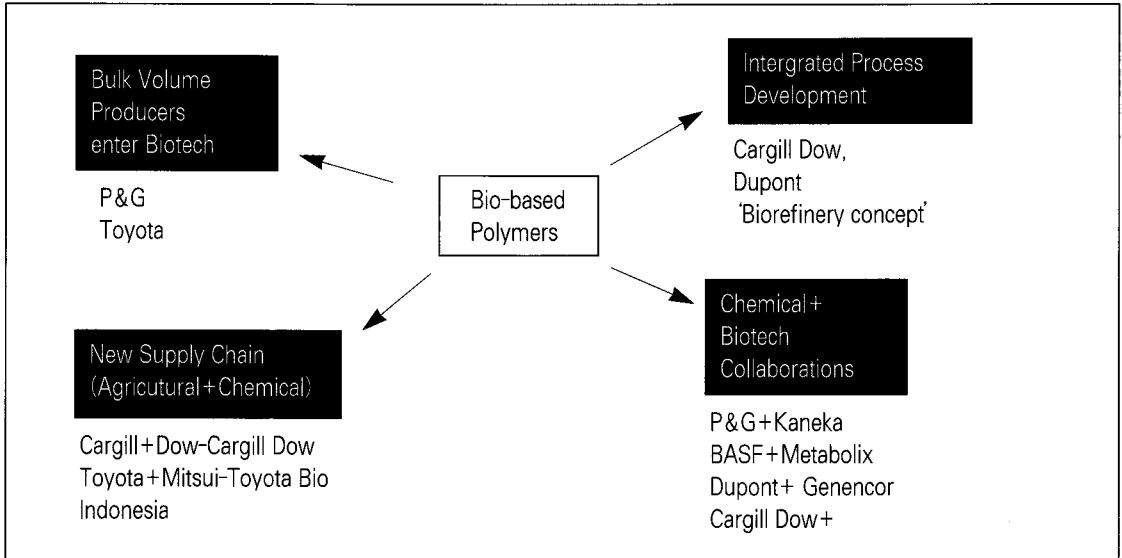 Bulk Volume
Producers
enter Biotech
P&G
Toyota
Intergrated Process
Development
Cargill Dow,
Dupont
‘Biorefinery concept’
Bio-based
Polymers
New Supply Chain
(Agricutural+Chemical)
Cargill+Dow-Cargill Dow
Toyota+Mitsui-Toyota Bio
Indonesia
Chemical+
Biotech
Collaborations
P&G+Kaneka
BASF+Metabolix
Dupont+ Genencor
Cargill Dow+